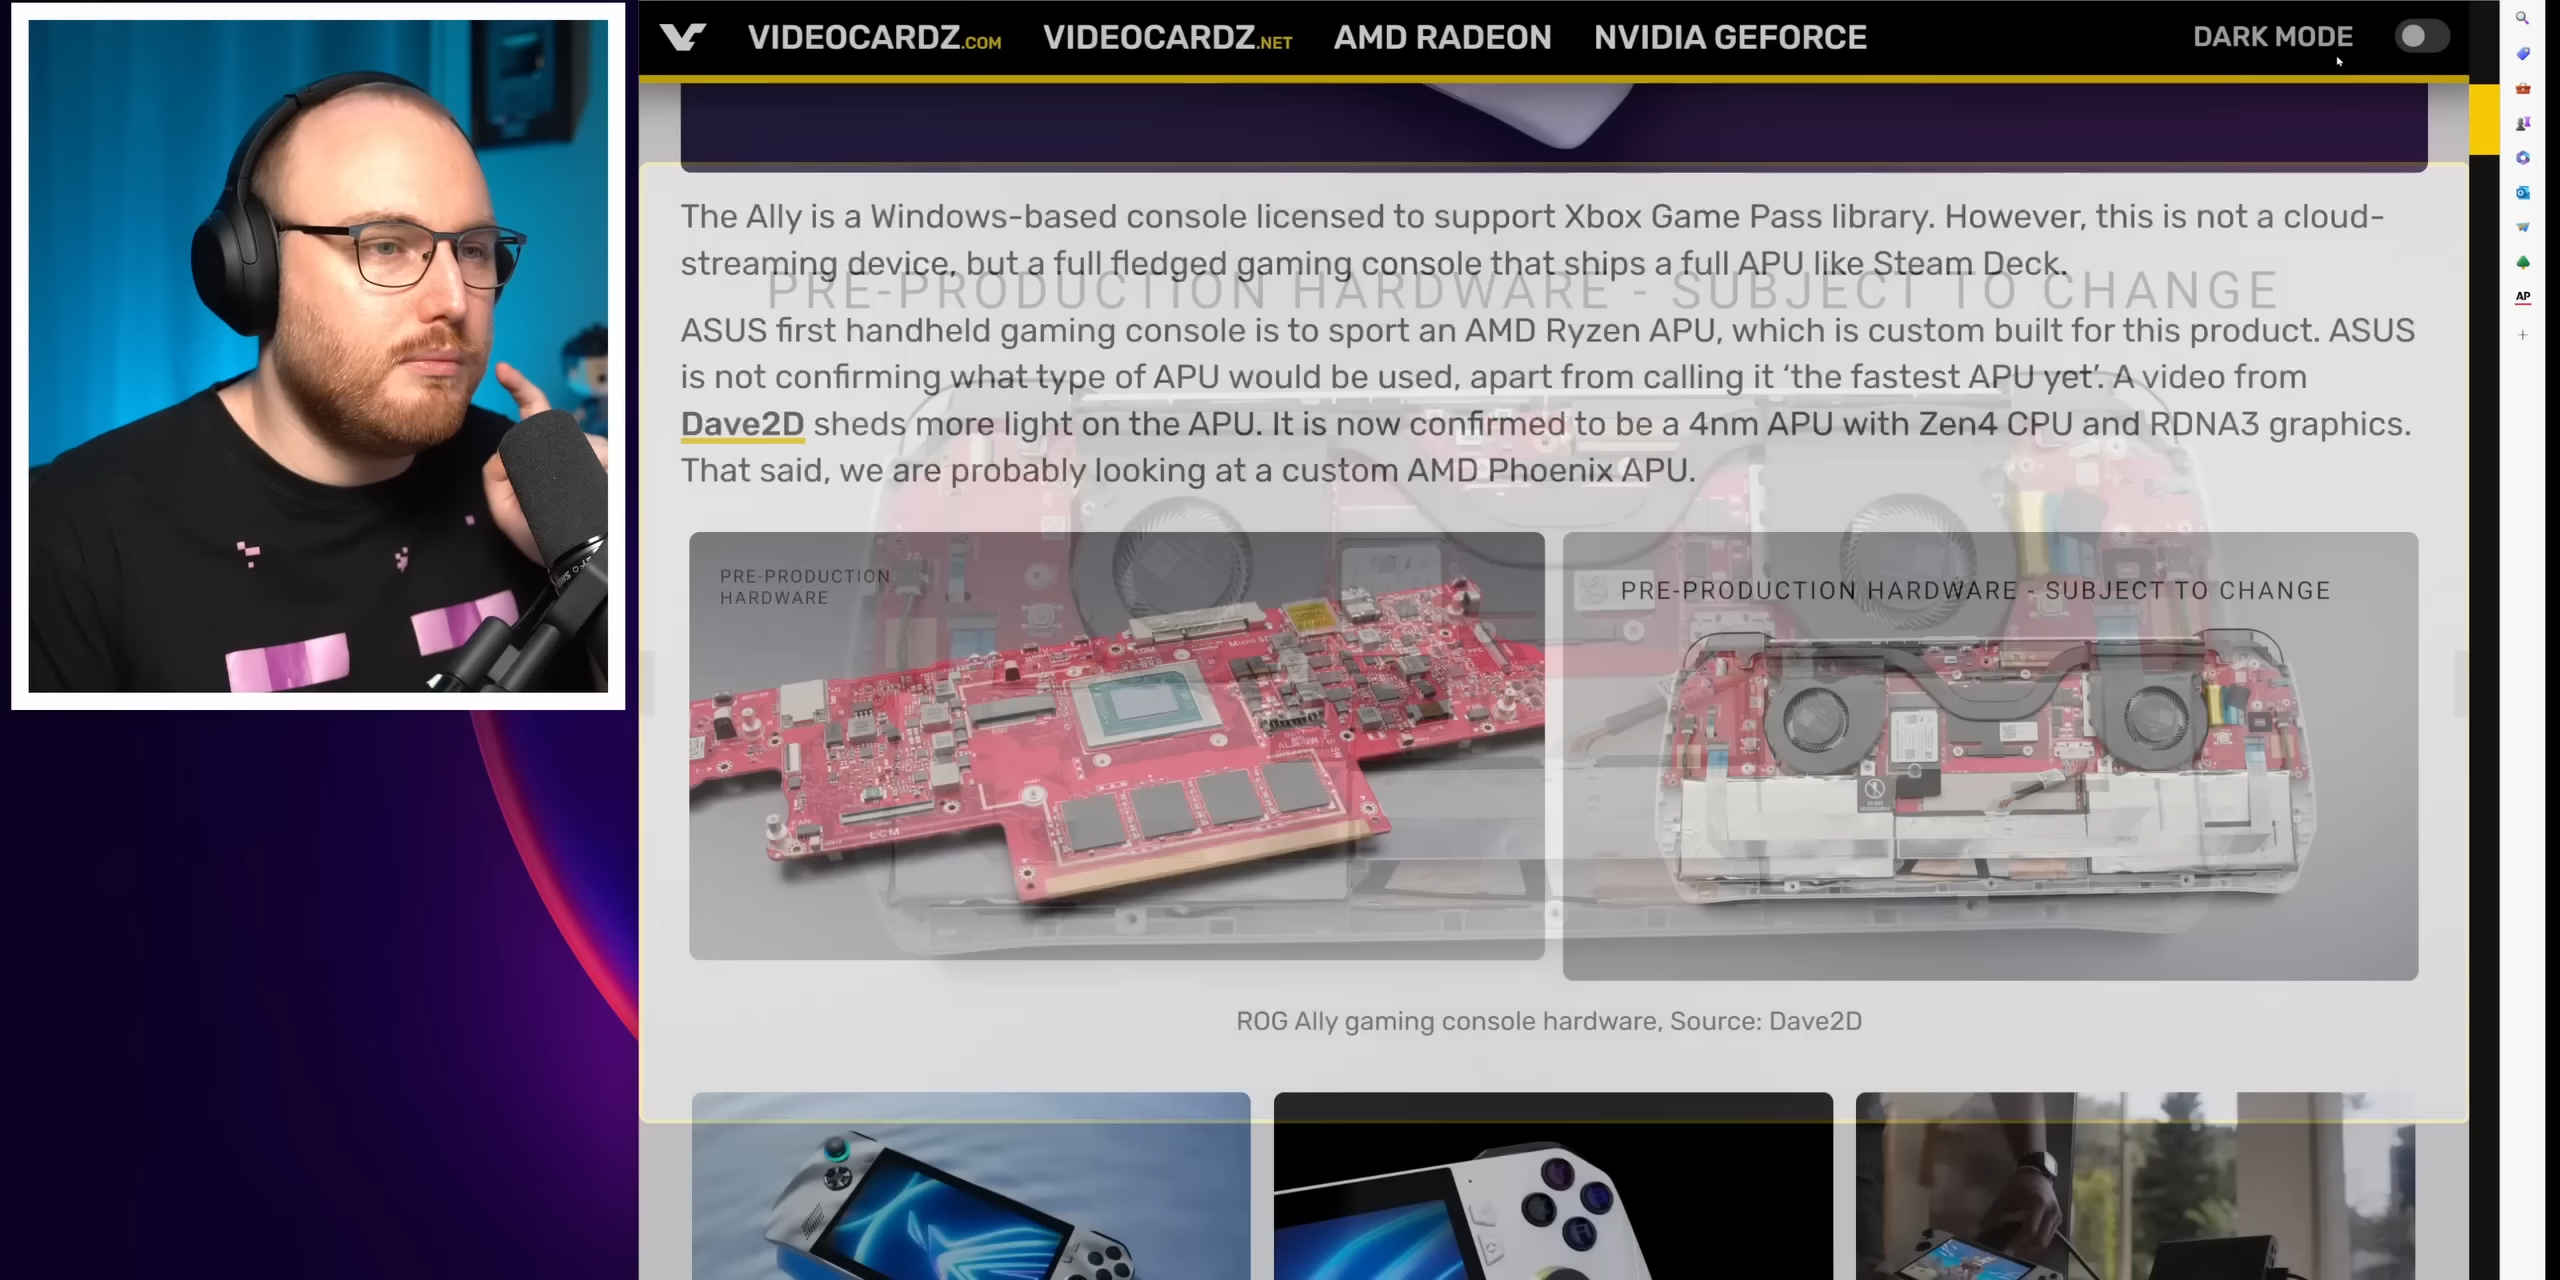 VIDEOCARDZ.COM VIDEOCARDZ.NET AMD RADEON NVIDIA GEFORCE DARK MODE
The Ally is a Windows-based console licensed to support Xbox Game Pass library. However, this is not a cloud-
streaming device, but a full fledged gaming console that ships a full APU like Steam Deck.
PRE-PRODUCTION HARDWARE - SUBJECT TO CHANGE
ASUS first handheld gaming console is to sport an AMD Ryzen APU, which is custom built for this product. ASUS
is not confirming what type of APU would be used, apart from calling it ‘the fastest APU yet’. A video from
Dave2D sheds more light on the APU. It is now confirmed to be a 4nm APU with Zen4 CPU and RDNA3 graphics.
That said, we are probably looking at a custom AMD Phoenix APU.
PRE-PRODUCTION
HARDWARE
XGM
SSD
FAN
LCM
PRE-PRODUCTION HARDWARE - SUBJECT TO CHANGE
ROG Ally gaming console hardware, Source: Dave2D
AP